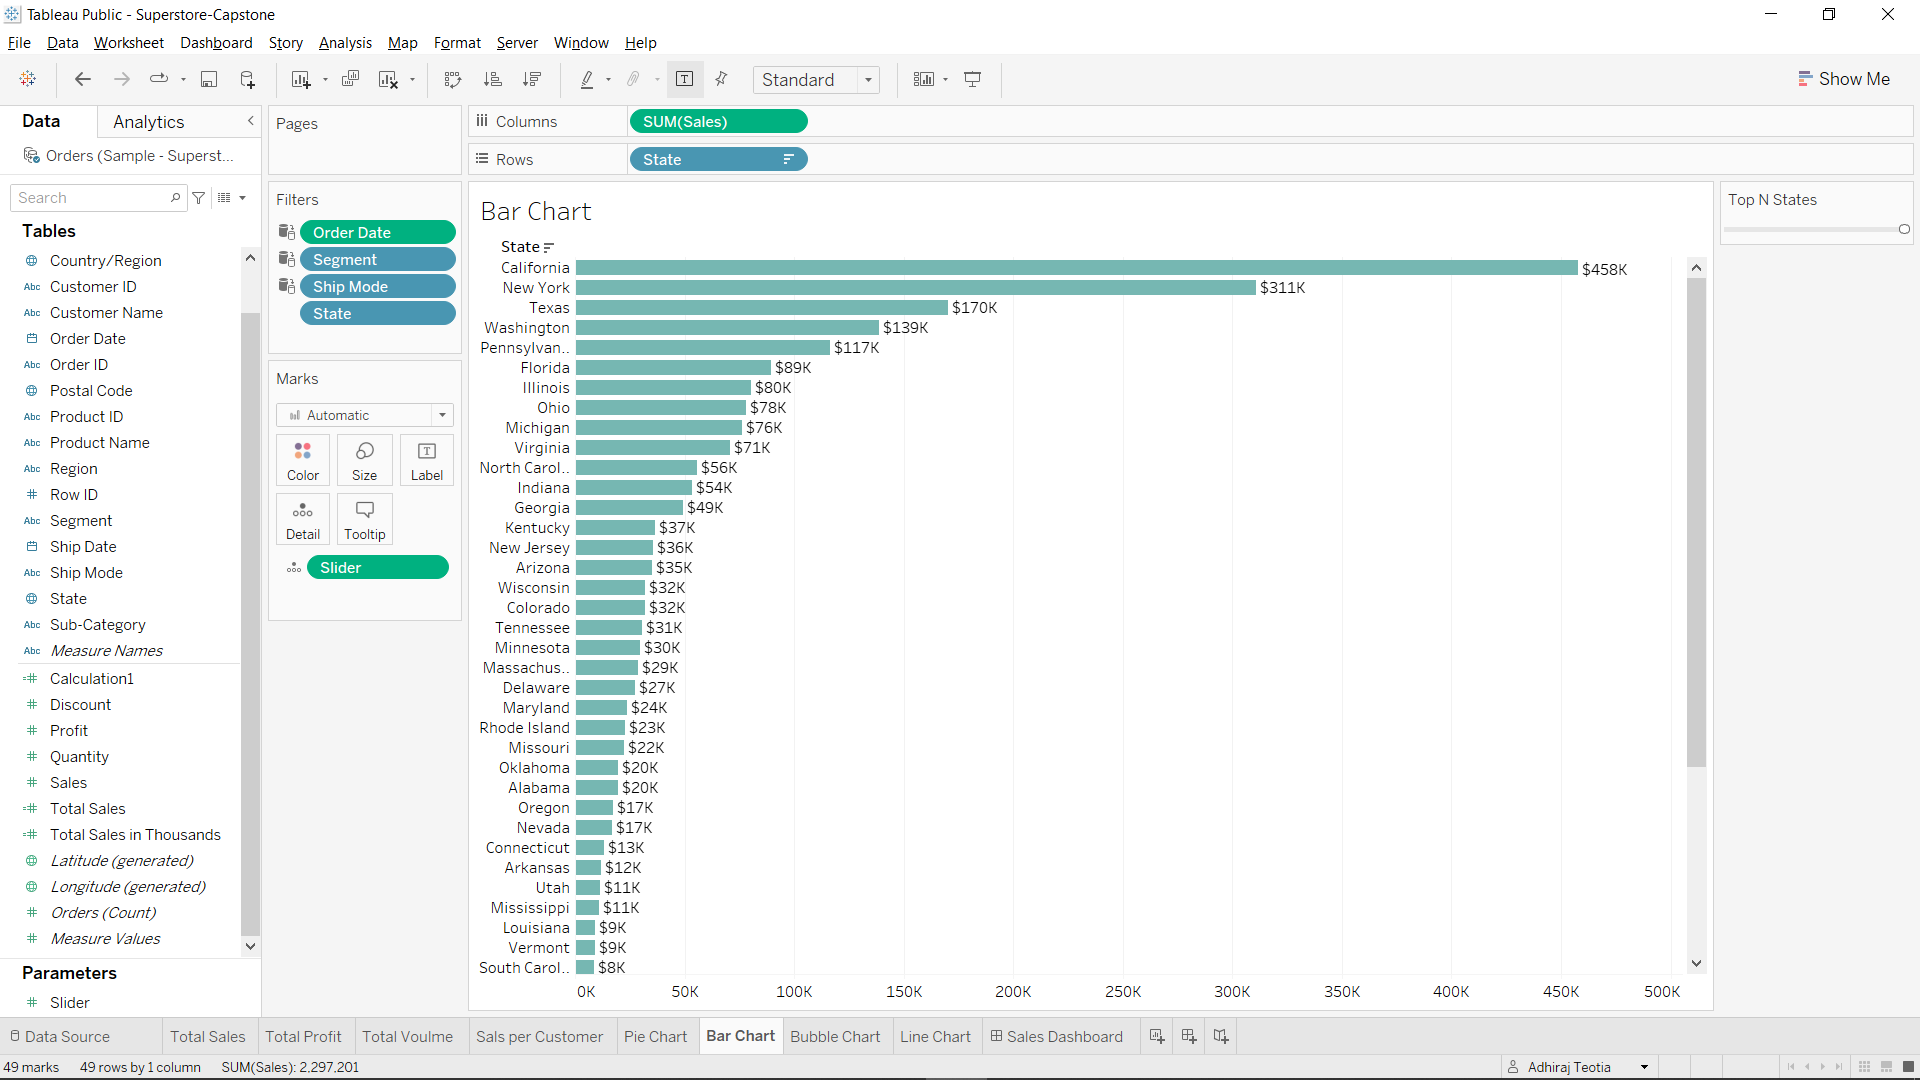 Tableau Public - Superstore-Capstone
File Data Worksheet Dashboard Story Analysis Map Format Server Window Help
Standard
Show Me
Data Analytics
Orders (Sample - Superst...
Search
Tables
Country/Region
Abc Customer ID
Abc Customer Name
Order Date
Abc Order ID
Postal Code
Abc Product ID
Abc Product Name
Abc Region
# Row ID
Abc Segment
Ship Date
Abc Ship Mode
State
Abc Sub-Category
Abc Measure Names
=# Calculation1
# Discount
# Profit
# Quantity
# Sales
=# Total Sales
=# Total Sales in Thousands
Latitude (generated)
Longitude (generated)
# Orders (Count)
# Measure Values
Parameters
# Slider
Pages
Filters
Order Date
Segment
Ship Mode
State
Marks
Automatic
Color Size Label
Detail Tooltip
Slider
Columns SUM(Sales)
Rows State
Bar Chart
State
California $458K
New York $311K
Texas $170K
Washington $139K
Pennsylvan.. $117K
Florida $89K
Illinois $80K
Ohio $78K
Michigan $76K
Virginia $71K
North Carol.. $56K
Indiana $54K
Georgia $49K
Kentucky $37K
New Jersey $36K
Arizona $35K
Wisconsin $32K
Colorado $32K
Tennessee $31K
Minnesota $30K
Massachus.. $29K
Delaware $27K
Maryland $24K
Rhode Island $23K
Missouri $22K
Oklahoma $20K
Alabama $20K
Oregon $17K
Nevada $17K
Connecticut $13K
Arkansas $12K
Utah $11K
Mississippi $11K
Louisiana $9K
Vermont $9K
South Carol.. $8K
0K 50K 100K 150K 200K 250K 300K 350K 400K 450K 500K
Top N States
Data Source Total Sales Total Profit Total Voulme Sals per Customer Pie Chart Bar Chart Bubble Chart Line Chart Sales Dashboard
49 marks 49 rows by 1 column SUM(Sales): 2,297,201
Adhiraj Teotia